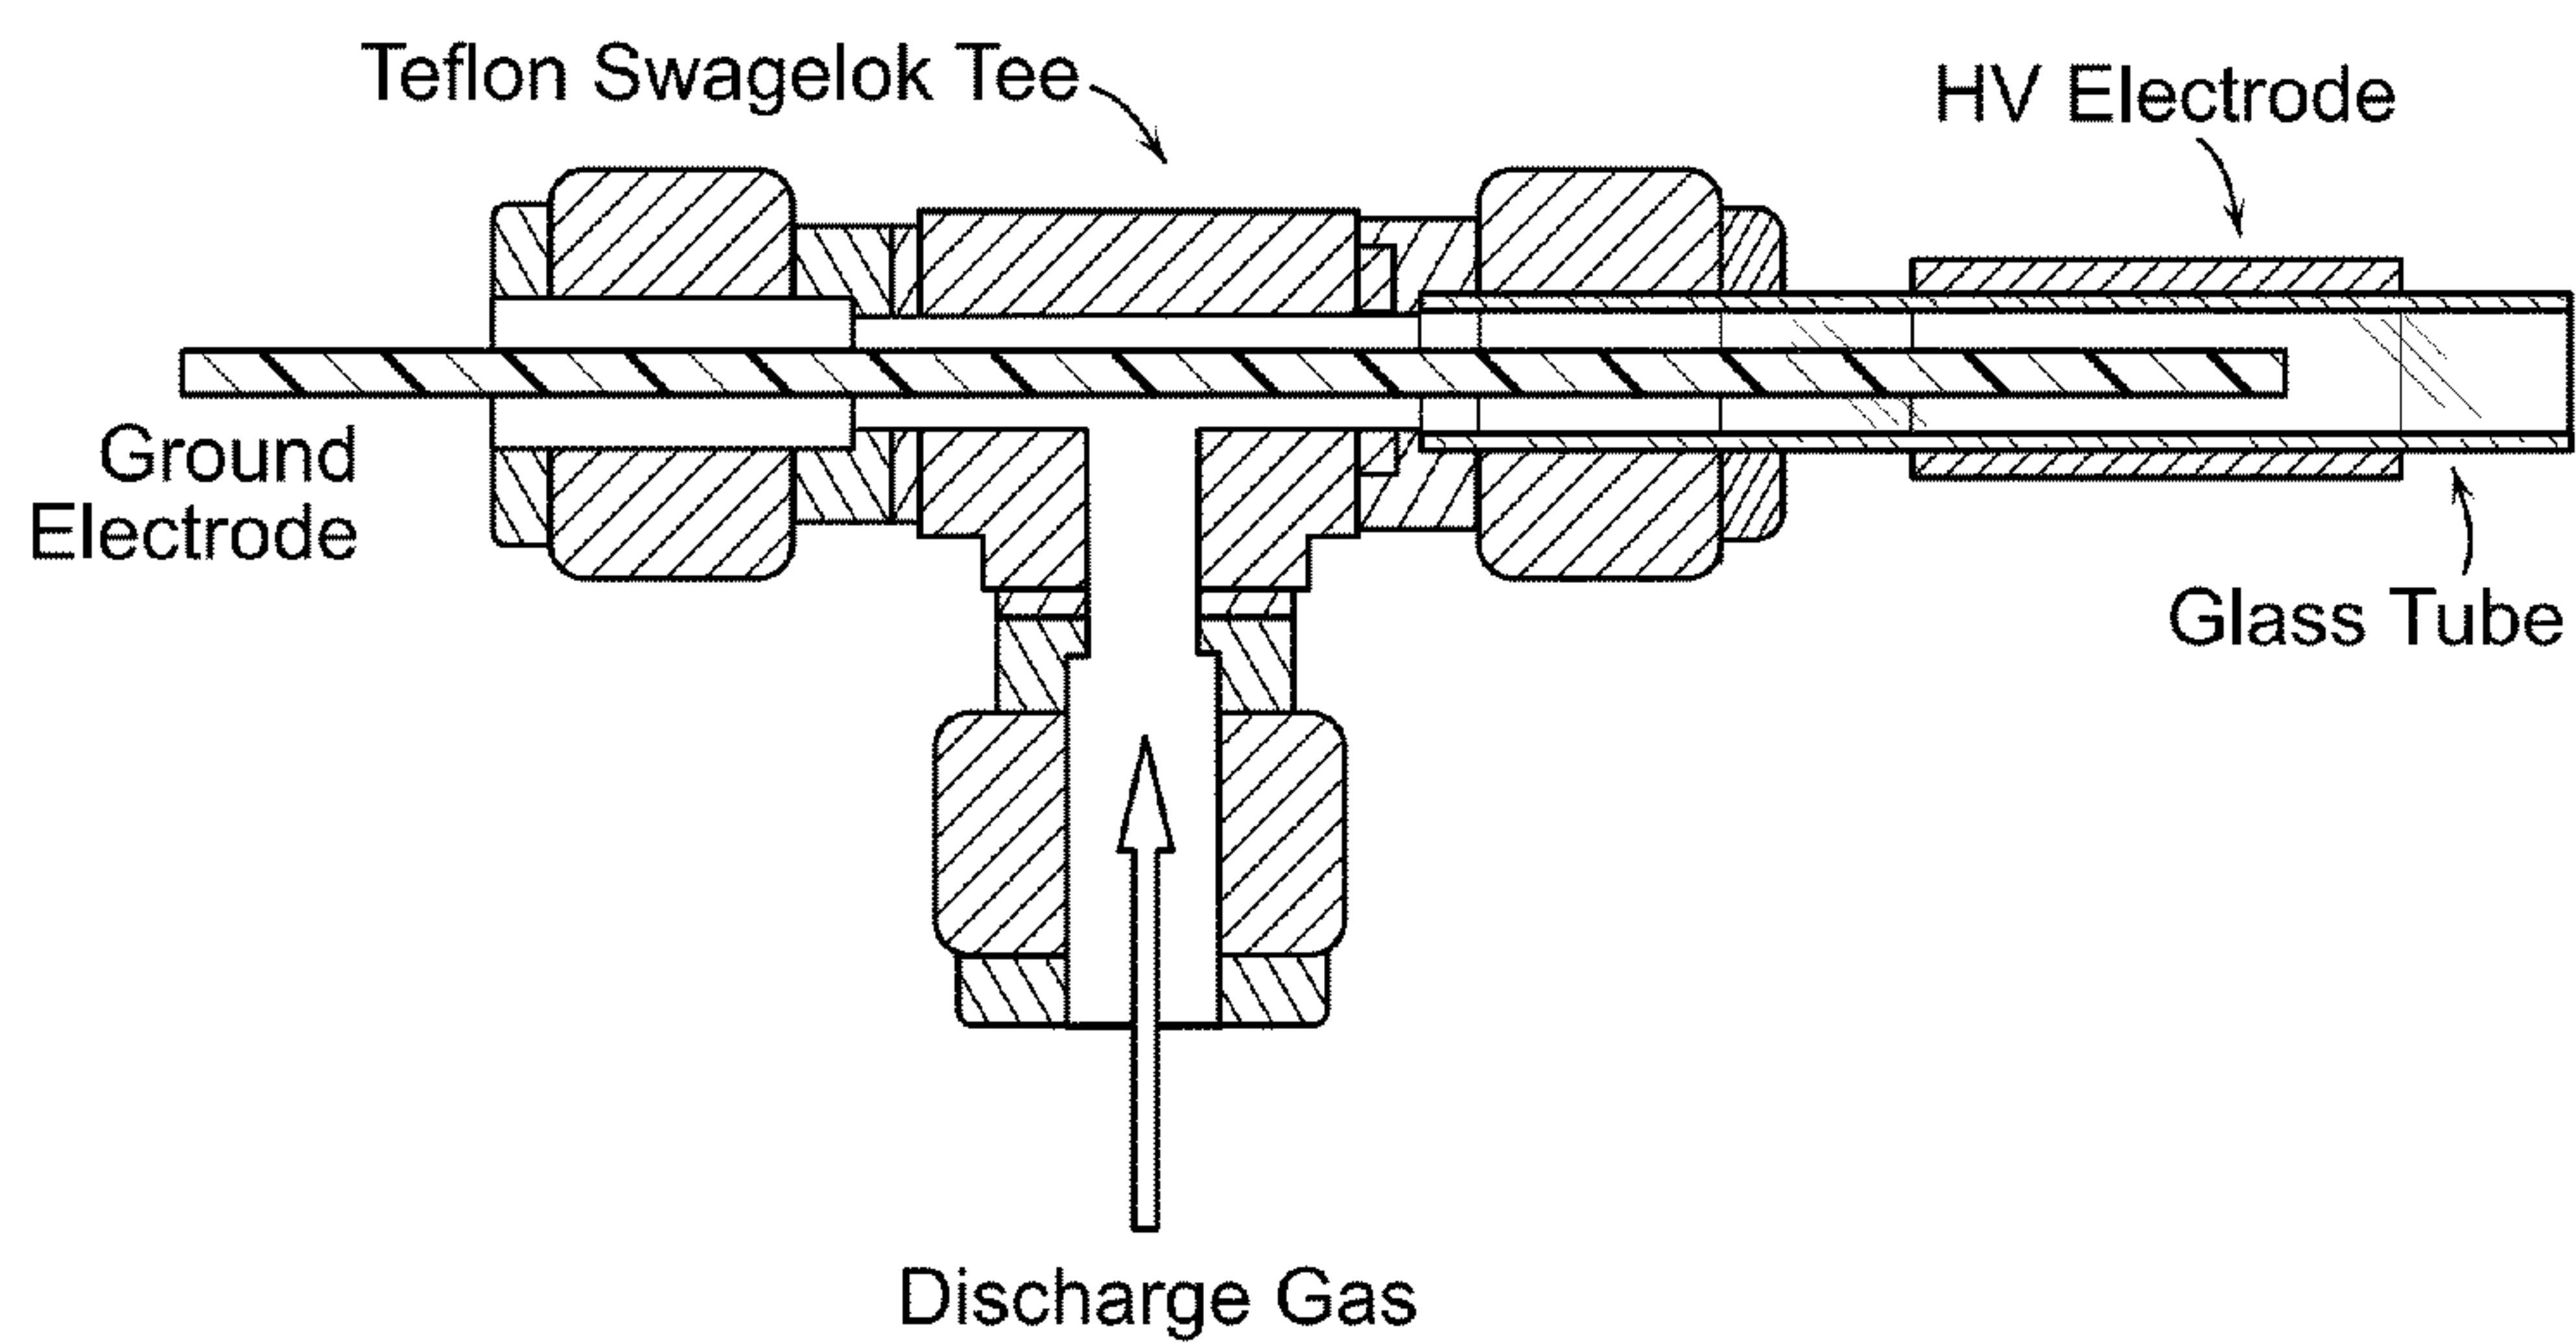 Teflon Swagelok Tee
HV Electrode
Ground
Electrode
Glass Tube
Discharge Gas